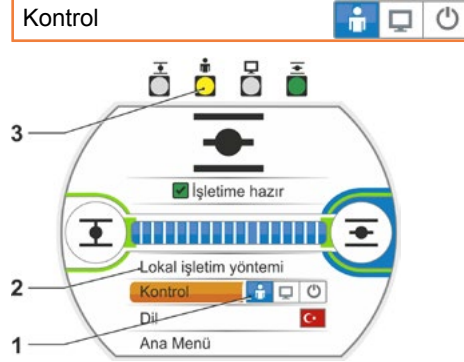 Kontrol
3
İşletime hazır
Lokal işletim yöntemi
2
Kontrol
Dil
1
Ana Menü